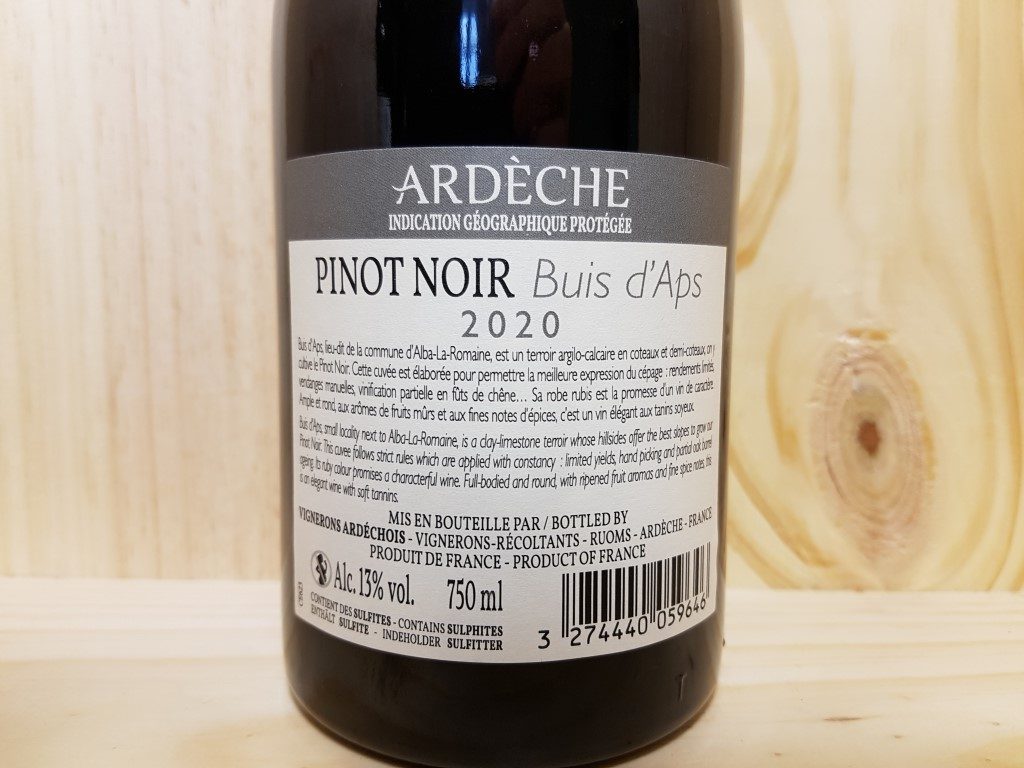 ARDÈCHE
INDICATION GÉOGRAPHIQUE PROTÉGÉE
PINOT NOIR Buis d'Aps
2020
Buis d'Aps, lieu-dit de la commune d'Alba-La-Romaine, est un terroir argilo-calcaire en coteaux et demi-coteaux, on y
cultive le Pinot Noir. Cette cuvée est élaborée pour permettre la meilleure expression du cépage : rendements limités,
vendanges manuelles, vinification partielle en fûts de chêne... Sa robe rubis est la promesse d'un vin de caractère.
Ample et rond, aux arômes de fruits mûrs et aux fines notes d'épices, c'est un vin élégant aux tanins soyeux.
Buis d'Aps, small locality next to Alba-La-Romaine, is a clay-limestone terroir whose hillsides offer the best slopes to grow our
Pinot Noir. This cuvee follows strict rules which are applied with constancy : limited yields, hand picking and partial oak barrel
ageing. Its ruby colour promises a characterful wine. Full-bodied and round, with ripened fruit aromas and fine spice notes, this
is an elegant wine with soft tannins.
MIS EN BOUTEILLE PAR / BOTTLED BY
VIGNERONS ARDÉCHOIS - VIGNERONS-RÉCOLTANTS - RUOMS - ARDÈCHE - FRANCE
PRODUIT DE FRANCE - PRODUCT OF FRANCE
Alc. 13% vol. 750 ml
CONTIENT DES SULFITES - CONTAINS SULPHITES
ENTHÄLT SULFITE - INDEHOLDER SULFITTER
3 274440 059646